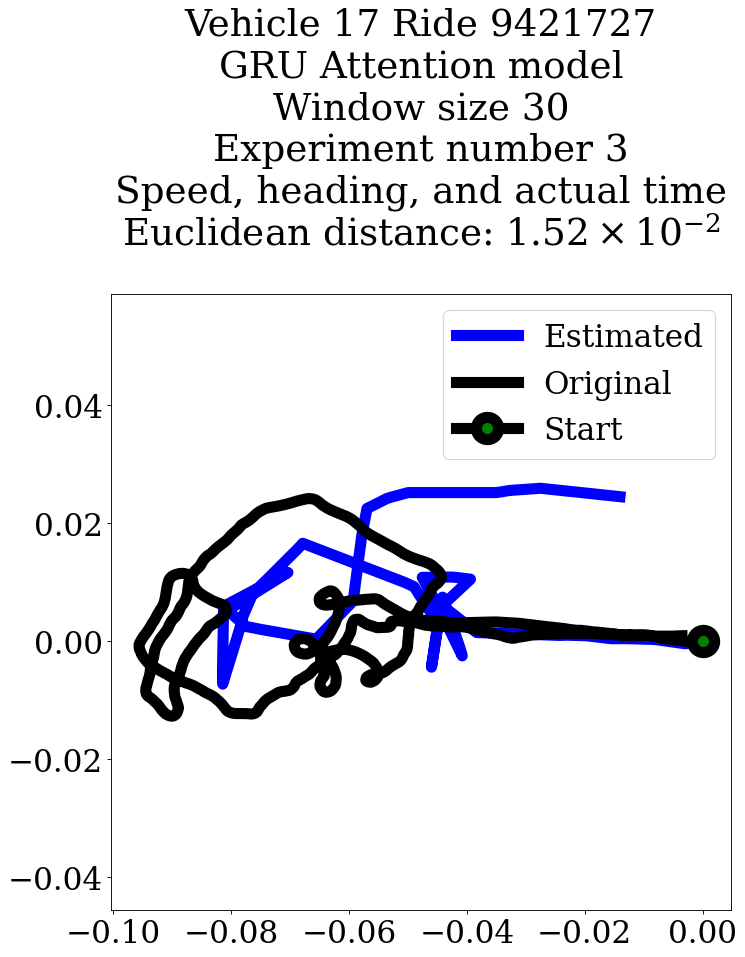 Vehicle 17 Ride 9421727
GRU Attention model
Window size 30
Experiment number 3
Speed, heading, and actual time
Euclidean distance: 1.52 × 10⁻²
Estimated
Original
Start
0.04
0.02
0.00
−0.02
−0.04
−0.10 −0.08 −0.06 −0.04 −0.02 0.00